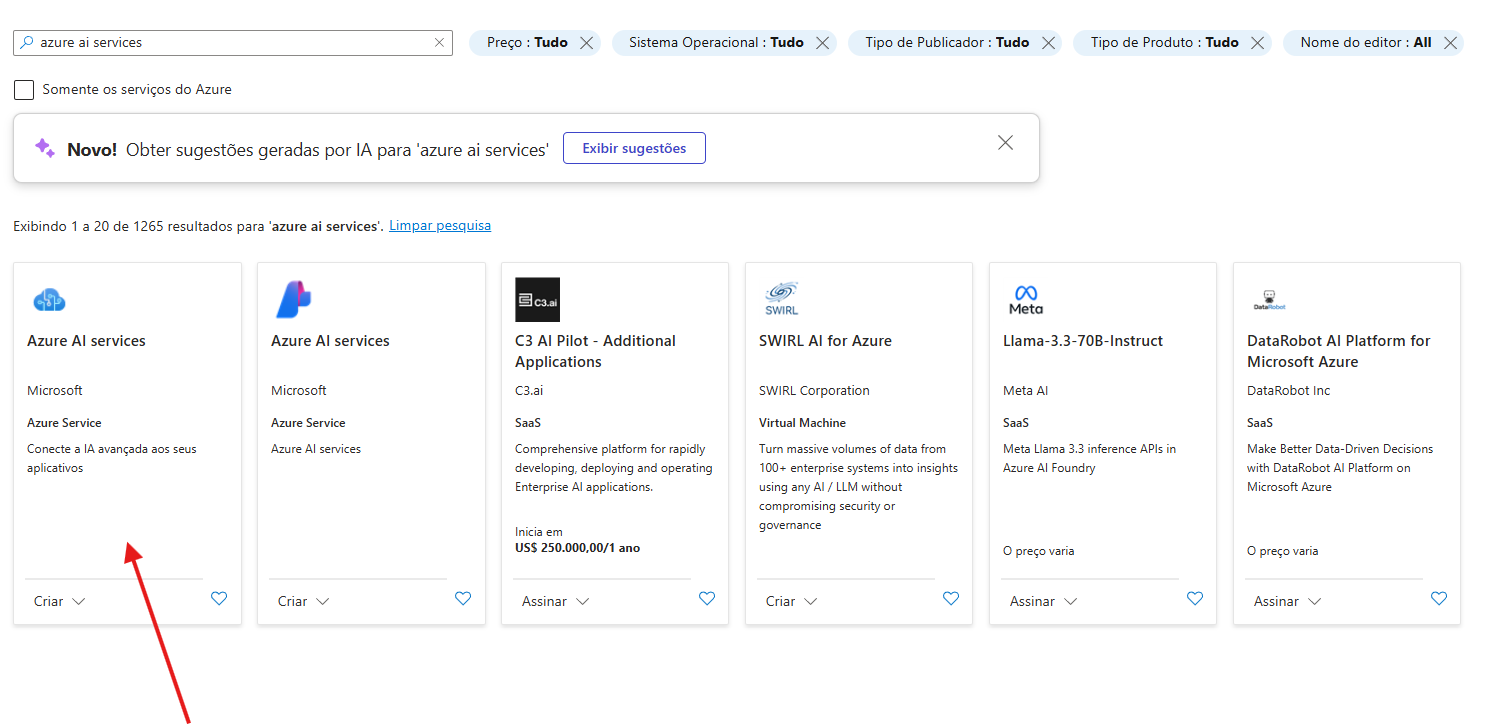 azure ai services
Preço : Tudo
Sistema Operacional : Tudo
Tipo de Publicador : Tudo
Tipo de Produto : Tudo
Nome do editor : All
Somente os serviços do Azure
Novo! Obter sugestões geradas por IA para 'azure ai services'
Exibir sugestões
Exibindo 1 a 20 de 1265 resultados para 'azure ai services'. Limpar pesquisa
Azure AI services
Microsoft
Azure Service
Conecte a IA avançada aos seus
aplicativos
Criar
Azure AI services
Microsoft
Azure Service
Azure AI services
Criar
C3.ai
C3 AI Pilot - Additional
Applications
C3.ai
SaaS
Comprehensive platform for rapidly
developing, deploying and operating
Enterprise AI applications.
Inicia em
US$ 250.000,00/1 ano
Assinar
SWIRL
SWIRL AI for Azure
SWIRL Corporation
Virtual Machine
Turn massive volumes of data from
100+ enterprise systems into insights
using any AI / LLM without
compromising security or
governance
Criar
Meta
Llama-3.3-70B-Instruct
Meta AI
SaaS
Meta Llama 3.3 inference APIs in
Azure AI Foundry
O preço varia
Assinar
DataRobot
DataRobot AI Platform for
Microsoft Azure
DataRobot Inc
SaaS
Make Better Data-Driven Decisions
with DataRobot AI Platform on
Microsoft Azure
O preço varia
Assinar